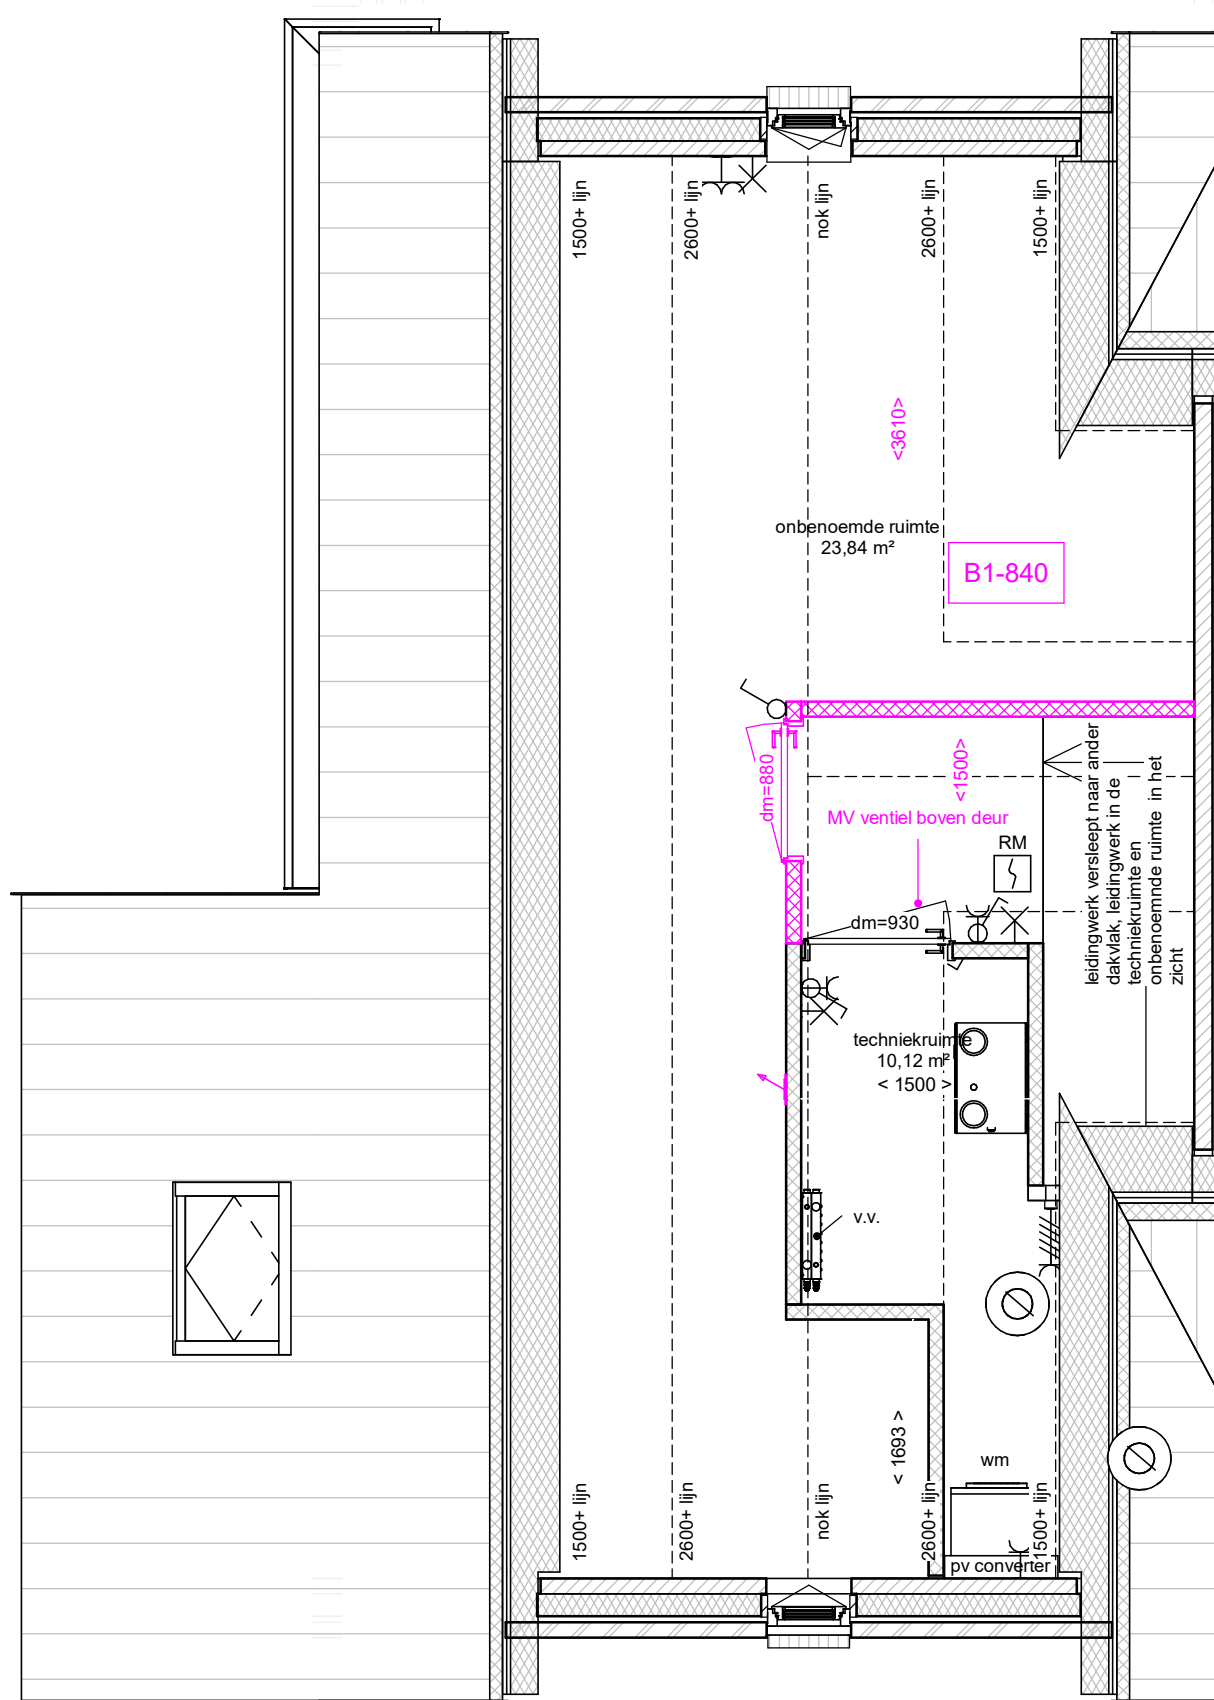 1500+ lijn
2600+ lijn
nok lijn
2600+ lijn
1500+ lijn
<3610>
onbenoemde ruimte
23,84 m²
B1-840
dm=880
<1500>
MV ventiel boven deur
RM
leidingwerk versleept naar ander
dakvlak, leidingwerk in de
techniekruimte en
onbenoemnde ruimte in het
zicht
dm=930
techniekruimte
10,12 m²
< 1500 >
v.v.
< 1693 >
wm
1500+ lijn
2600+ lijn
nok lijn
2600+ lijn
1500+ lijn
pv converter